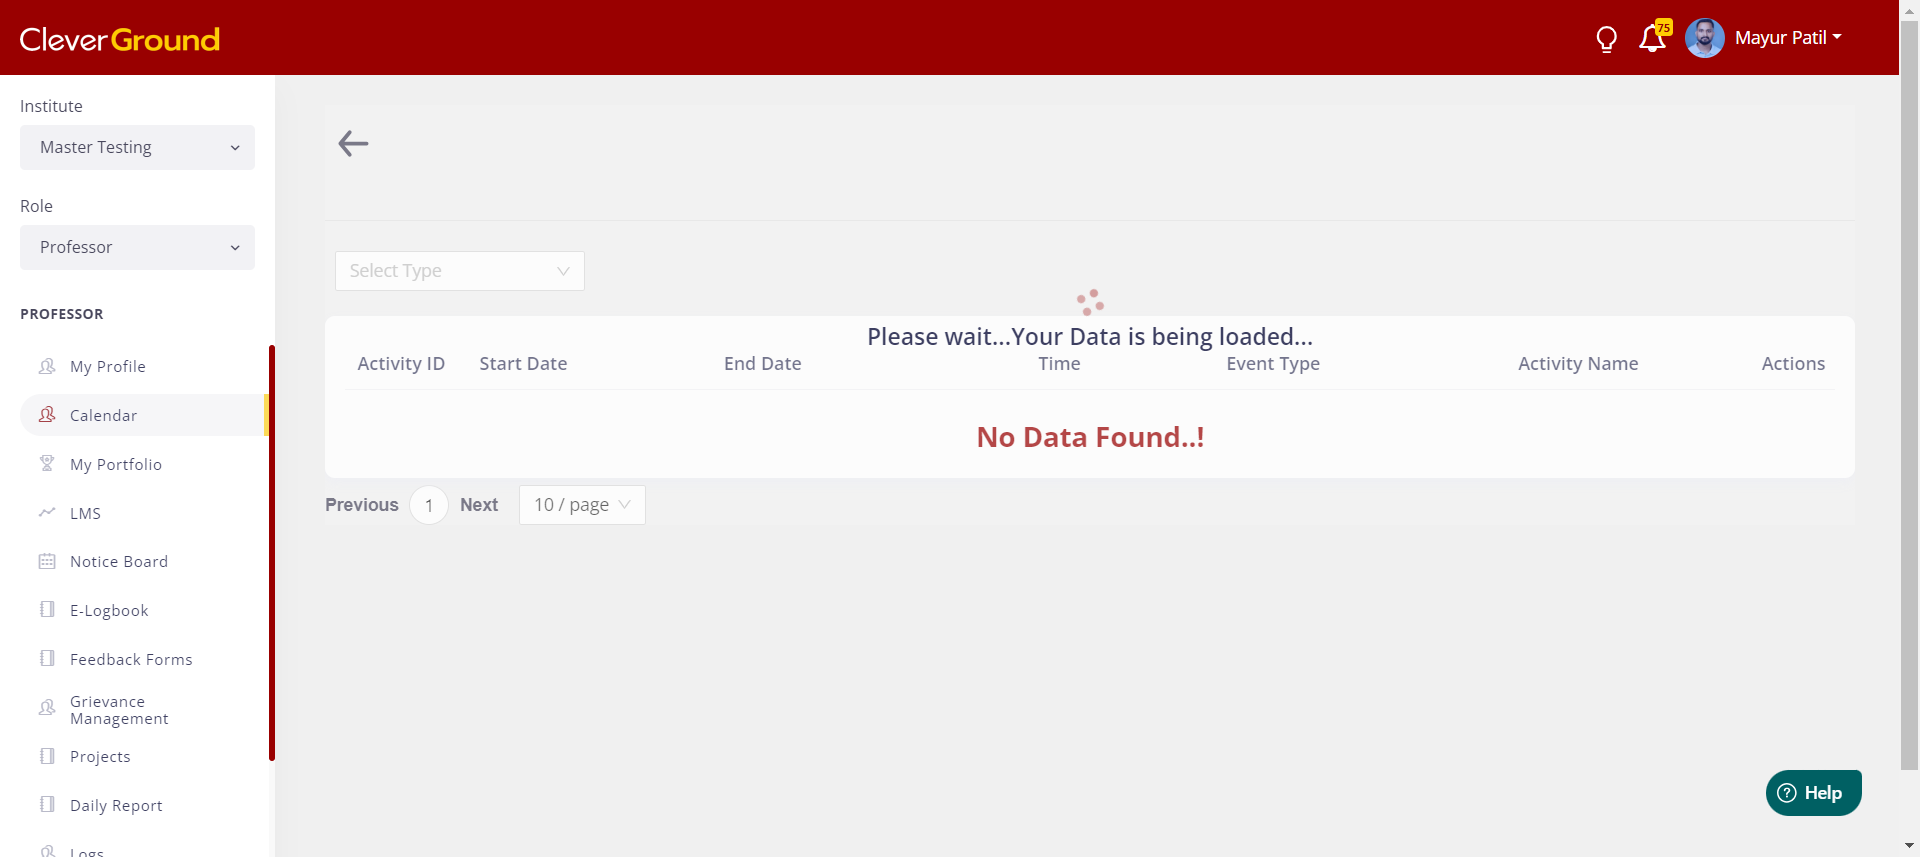 CleverGround
75
Mayur Patil
Institute
Master Testing
Role
Professor
PROFESSOR
My Profile
Calendar
My Portfolio
LMS
Notice Board
E-Logbook
Feedback Forms
Grievance
Management
Projects
Daily Report
Logs
Select Type
Please wait...Your Data is being loaded...
Activity ID Start Date End Date Time Event Type Activity Name Actions
No Data Found..!
Previous 1 Next 10 / page
Help